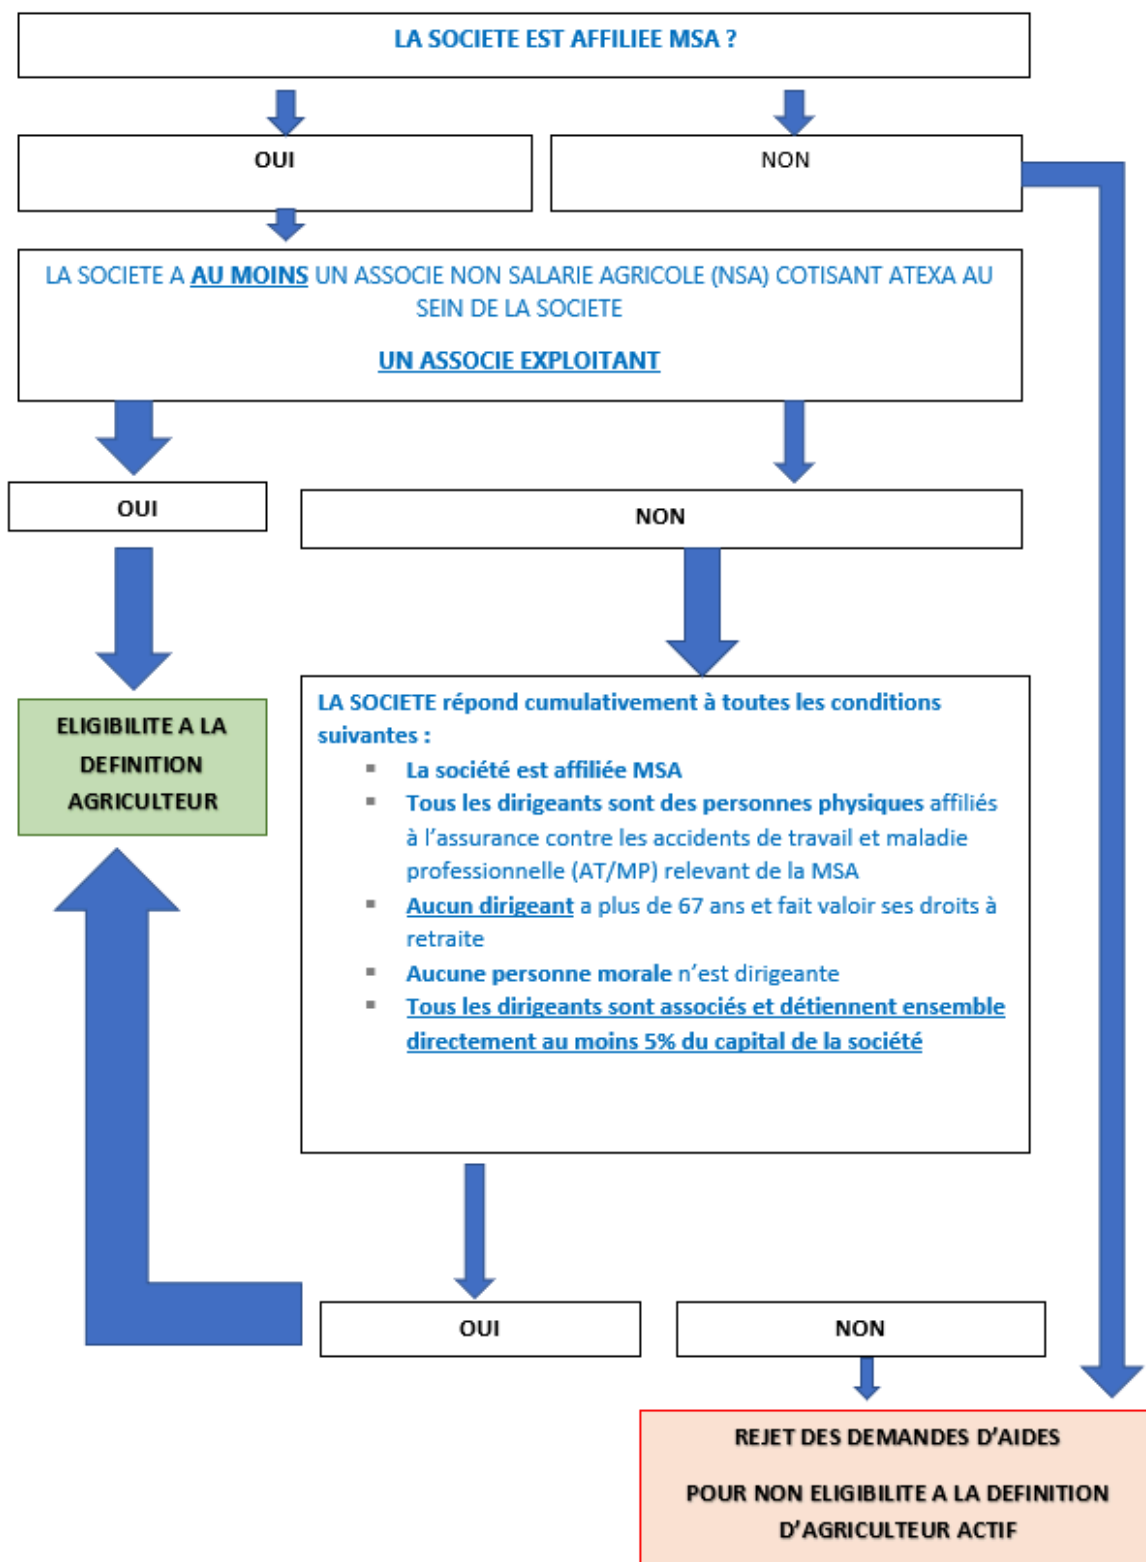 LA SOCIETE EST AFFILIEE MSA ?
OUI
NON
LA SOCIETE A AU MOINS UN ASSOCIE NON SALARIE AGRICOLE (NSA) COTISANT ATEXA AU
SEIN DE LA SOCIETE
UN ASSOCIE EXPLOITANT
OUI
NON
ELIGIBILITE A LA
DEFINITION
AGRICULTEUR
LA SOCIETE répond cumulativement à toutes les conditions
suivantes :
▪ La société est affiliée MSA
▪ Tous les dirigeants sont des personnes physiques affiliés
à l’assurance contre les accidents de travail et maladie
professionnelle (AT/MP) relevant de la MSA
▪ Aucun dirigeant a plus de 67 ans et fait valoir ses droits à
retraite
▪ Aucune personne morale n’est dirigeante
▪ Tous les dirigeants sont associés et détiennent ensemble
directement au moins 5% du capital de la société
OUI
NON
REJET DES DEMANDES D’AIDES
POUR NON ELIGIBILITE A LA DEFINITION
D’AGRICULTEUR ACTIF